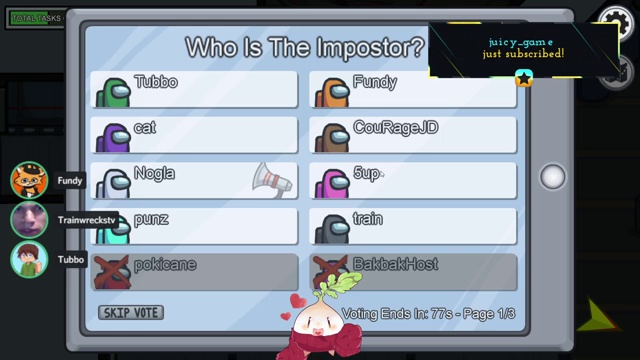 TOTAL TASKS
Who Is The Impostor?
juicy_game
just subscribed!
Tubbo
Fundy
cat
CouRageJD
Nogla
5up
punz
train
pokicane
BakbakHost
Fundy
Trainwreckstv
Tubbo
SKIP VOTE
Voting Ends In: 77s - Page 1/3